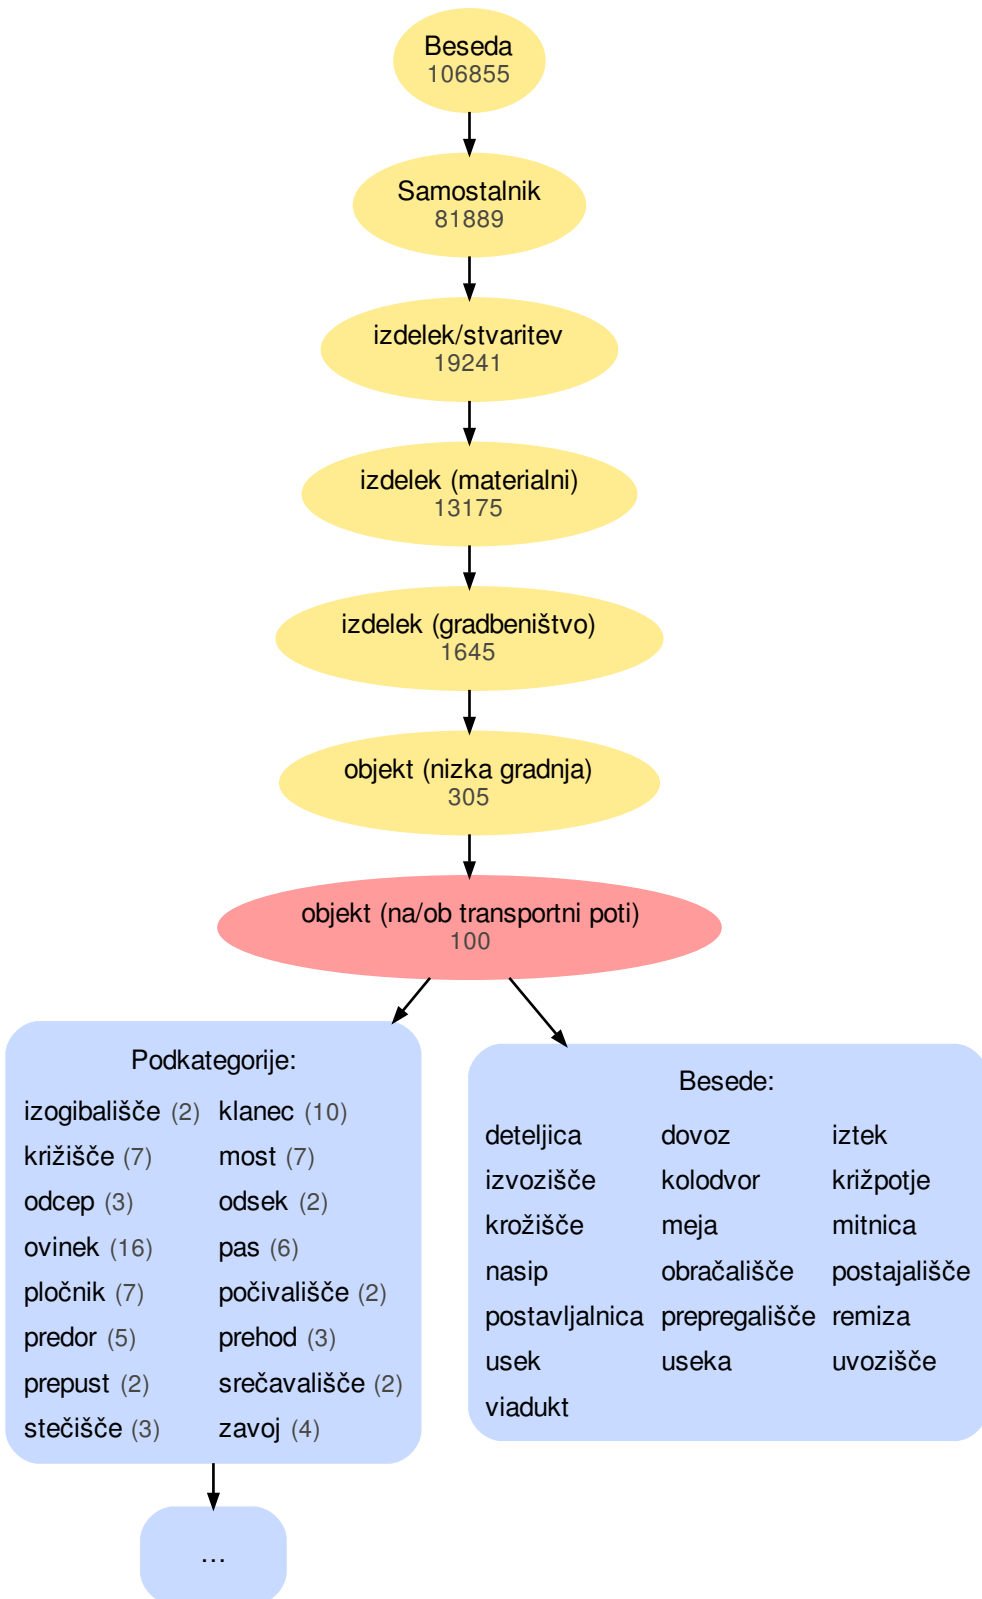 Beseda
106855
Samostalnik
81889
izdelek/stvaritev
19241
izdelek (materialni)
13175
izdelek (gradbeništvo)
1645
objekt (nizka gradnja)
305
objekt (na/ob transportni poti)
100
Podkategorije:
izogibališče (2) klanec (10)
križišče (7) most (7)
odcep (3) odsek (2)
ovinek (16) pas (6)
pločnik (7) počivališče (2)
predor (5) prehod (3)
prepust (2) srečavališče (2)
stečišče (3) zavoj (4)
...
Besede:
deteljica dovoz iztek
izvozišče kolodvor križpotje
krožišče meja mitnica
nasip obračališče postajališče
postavljalnica prepregališče remiza
usek useka uvozišče
viadukt